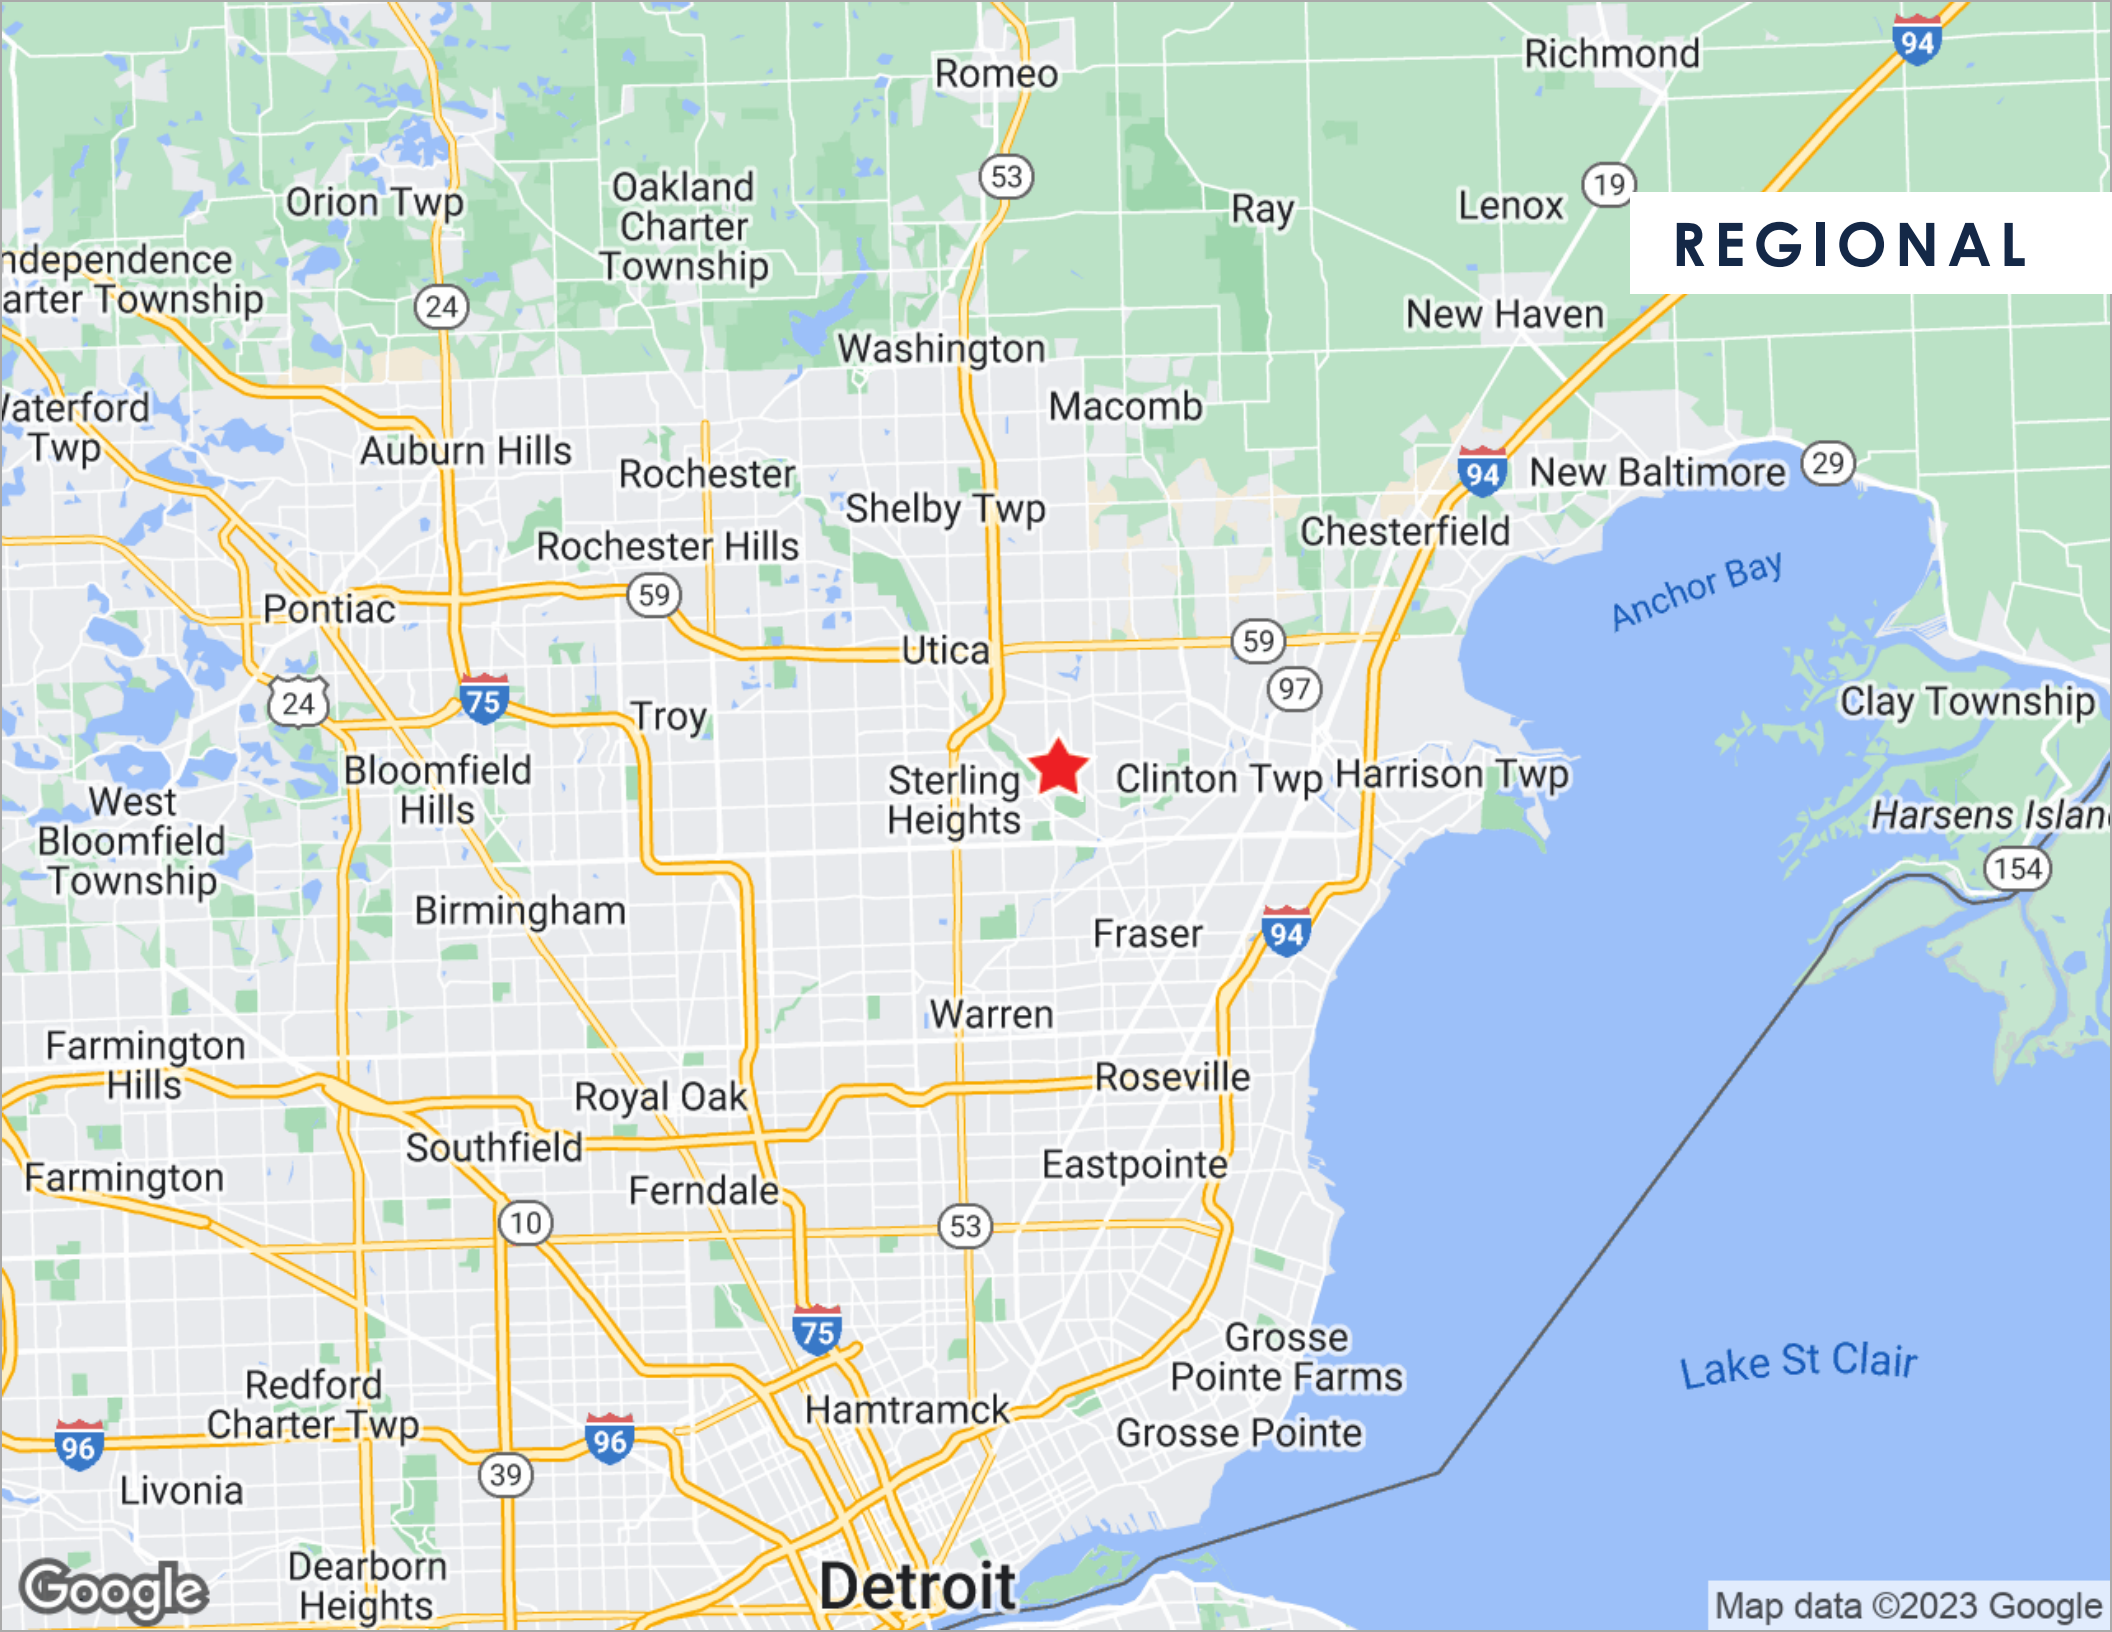 Richmond
94
Romeo
53
19
Orion Twp
Oakland
Charter
Township
Ray
Lenox
REGIONAL
ndependence
arter Township
24
New Haven
Washington
Macomb
Waterford
Twp
Auburn Hills
Rochester
94
New Baltimore
29
Shelby Twp
Chesterfield
Rochester Hills
Anchor Bay
59
Pontiac
Utica
59
97
24
75
Troy
Clay Township
Bloomfield
Hills
Sterling
Heights
Clinton Twp
Harrison Twp
West
Bloomfield
Township
Harsens Islan
154
Birmingham
Fraser
94
Warren
Farmington
Hills
Royal Oak
Roseville
Southfield
Farmington
Ferndale
Eastpointe
10
53
75
Grosse
Pointe Farms
Lake St Clair
Redford
Charter Twp
Hamtramck
Grosse Pointe
96
96
39
Livonia
Dearborn
Heights
Detroit
Google
Map data ©2023 Google